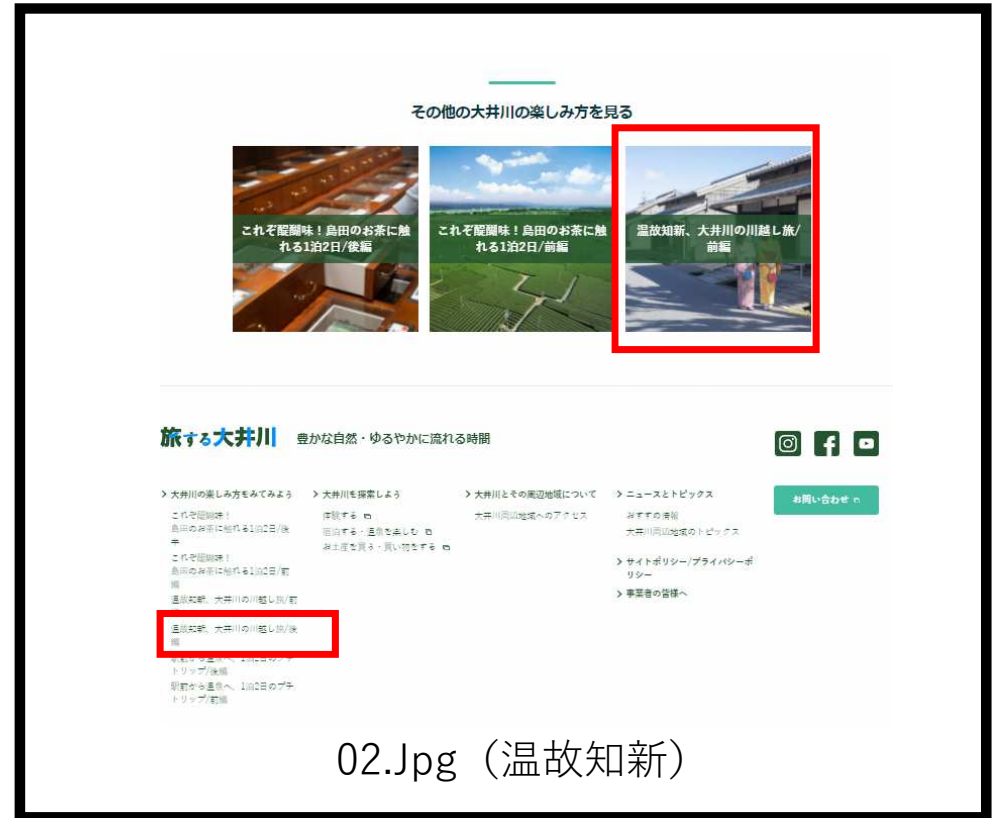 その他の大井川の楽しみ方を見る
これぞ醍醐味！島田のお茶に触
れる1泊2日/後編
これぞ醍醐味！島田のお茶に触
れる1泊2日/前編
温故知新、大井川の川越し旅/
前編
旅する大井川
豊かな自然・ゆるやかに流れる時間
大井川の楽しみ方をみてみよう
これぞ醍醐味！
島田のお茶に触れる1泊2日/後
これぞ醍醐味！
島田のお茶に触れる1泊2日/前
編
温故知新、大井川の川越し旅/前
温故知新、大井川の川越し旅/後
編
駅前から温泉へ、1泊2日のプチ
トリップ/後編
駅前から温泉へ、1泊2日のプチ
トリップ/前編
大井川を探索しよう
体験する
宿泊する・温泉を楽しむ
お土産を買う・買い物をする
大井川とその周辺地域について
大井川周辺地域へのアクセス
ニュースとトピックス
おすすめ情報
大井川周辺地域のトピックス
サイトポリシー/プライバシーポ
リシー
事業者の皆様へ
お問い合わせ
02.Jpg（温故知新）